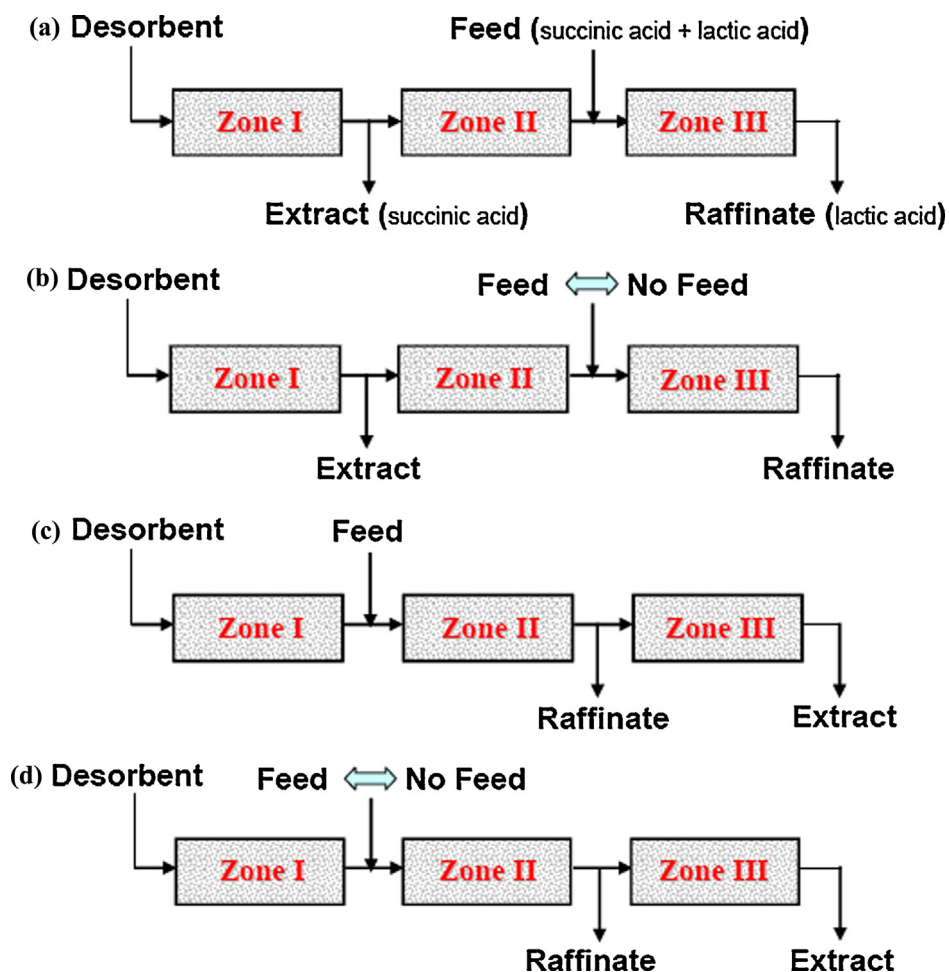 (a) Desorbent
Feed (succinic acid + lactic acid)
Zone I
Zone II
Zone III
Extract (succinic acid)
Raffinate (lactic acid)
(b) Desorbent
Feed No Feed
Zone I
Zone II
Zone III
Extract
Raffinate
(c) Desorbent
Feed
Zone I
Zone II
Zone III
Raffinate
Extract
(d) Desorbent
Feed No Feed
Zone I
Zone II
Zone III
Raffinate
Extract